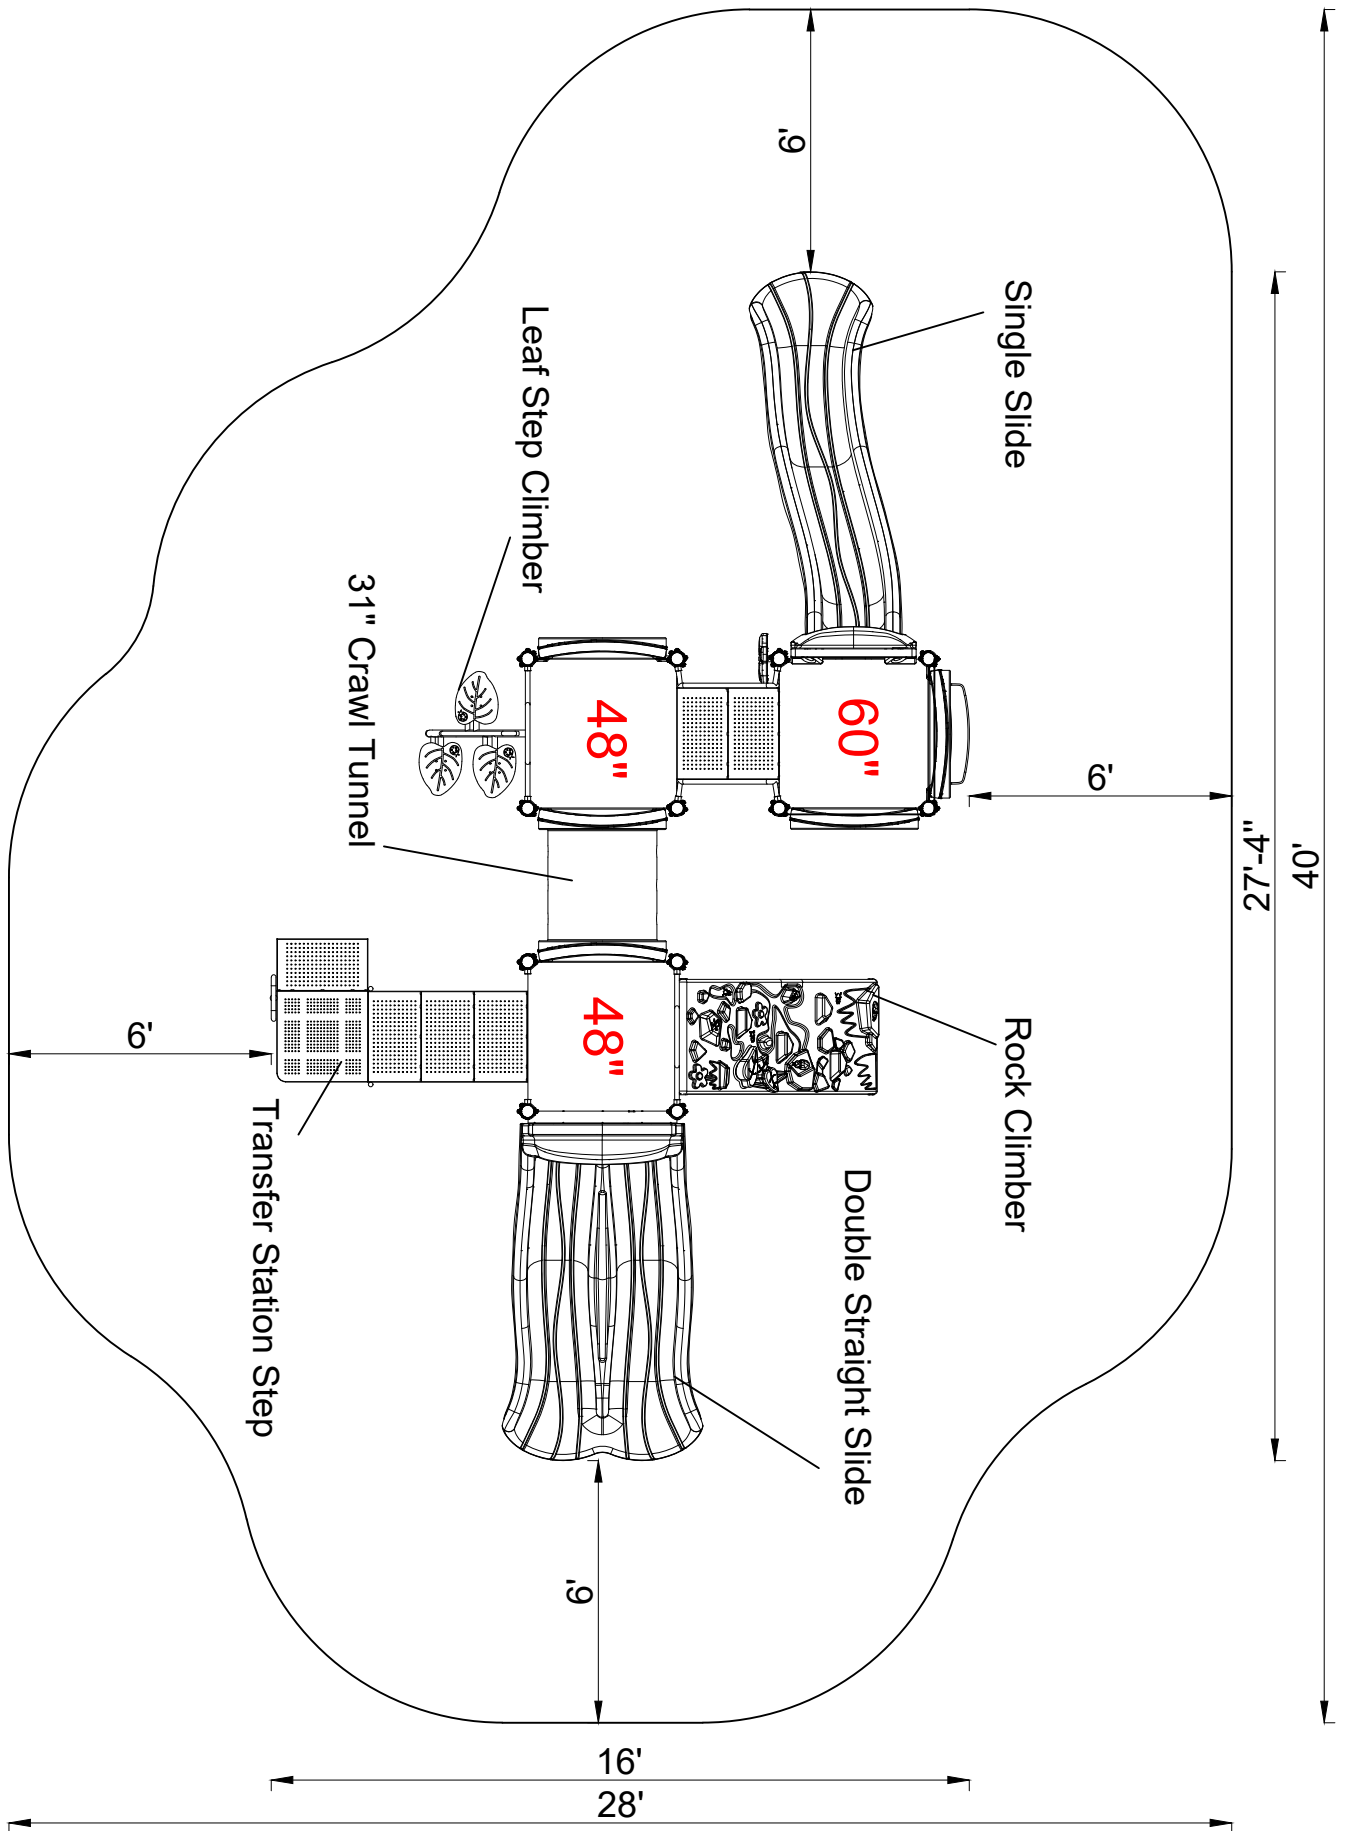 6'
Single Slide
Leaf Step Climber
31" Crawl Tunnel
48"
60"
6'
27'-4"
40'
48"
6'
Rock Climber
Transfer Station Step
Double Straight Slide
6'
16'
28'